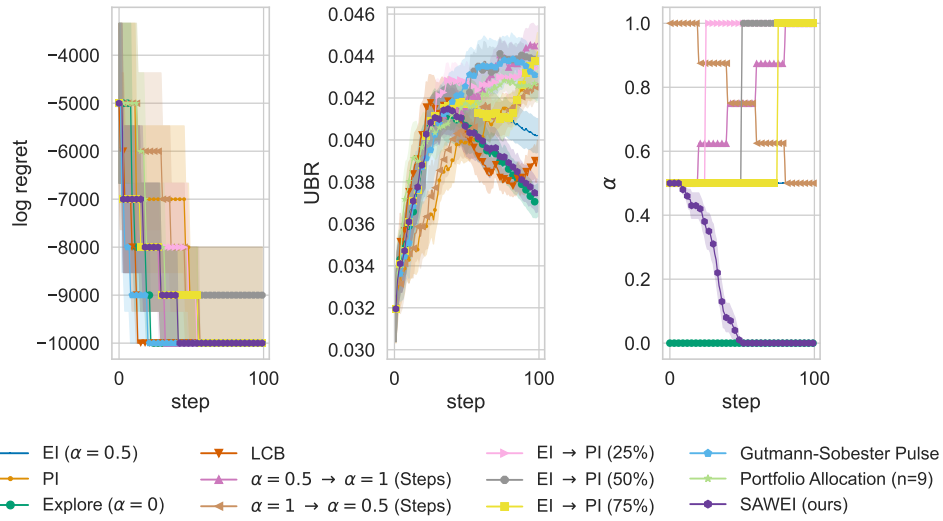 log regret
−4000
−5000
−6000
−7000
−8000
−9000
−10000
0 100
step
UBR
0.044
0.042
0.040
0.038
0.036
0.034
0.032
0.030
0 100
step
α
1.0
0.8
0.6
0.4
0.2
0.0
0 100
step
EI (α = 0.5)
PI
Explore (α = 0)
LCB
α = 0.5 → α = 1 (Steps)
α = 1 → α = 0.5 (Steps)
EI → PI (25%)
EI → PI (50%)
EI → PI (75%)
Gutmann-Sobester Pulse
Portfolio Allocation (n=9)
SAWEI (ours)